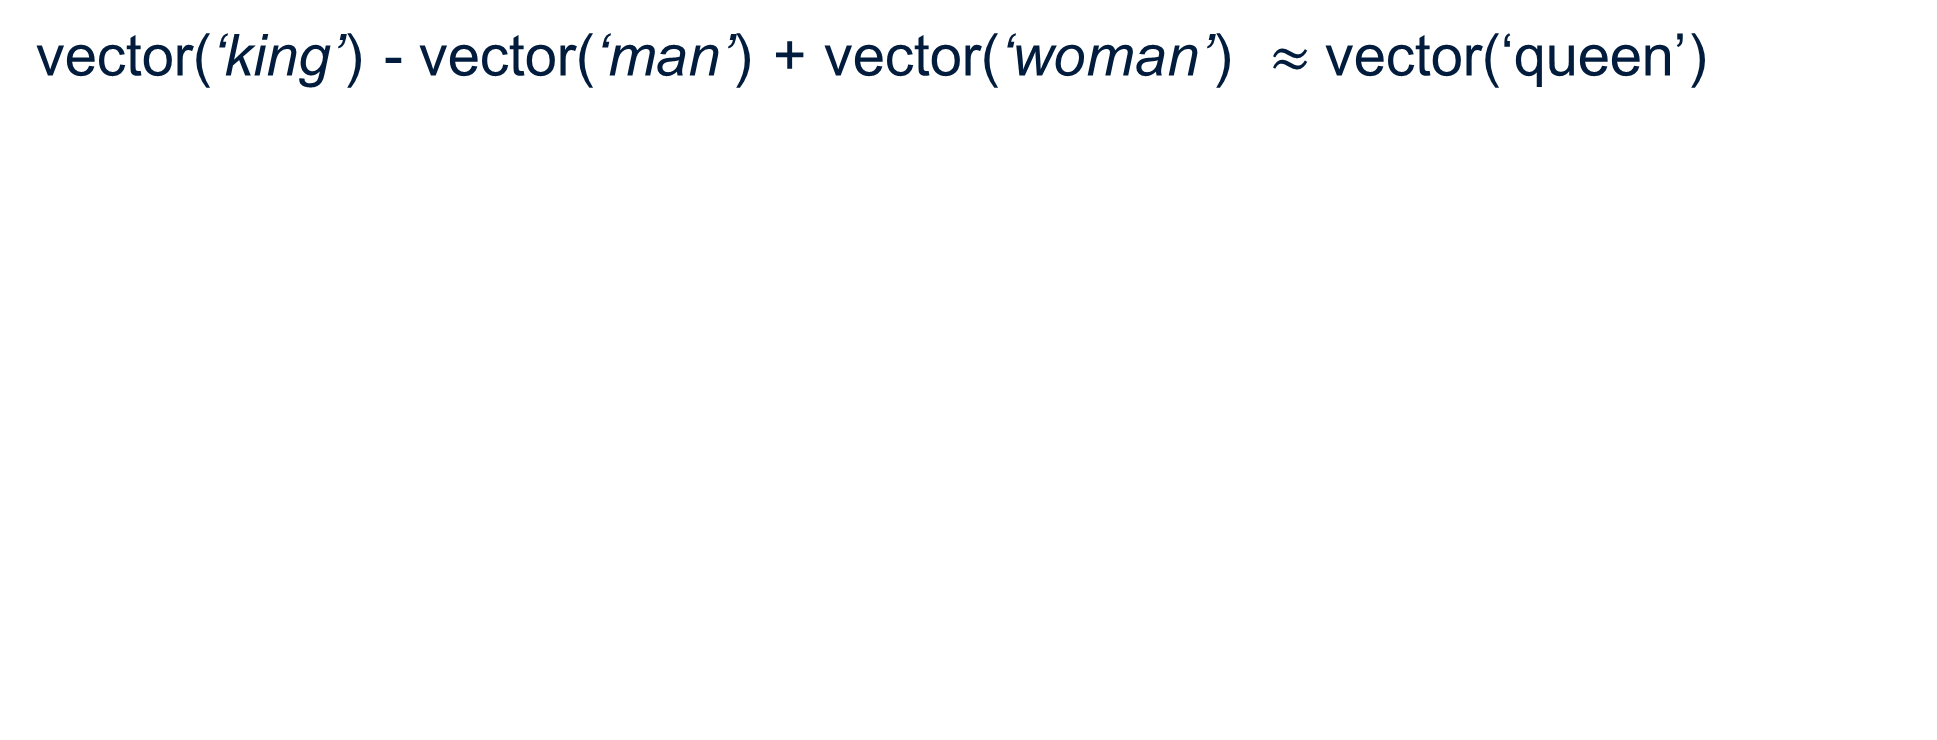 vector(‘king’) - vector(‘man’) + vector(‘woman’) ≈ vector(‘queen’)